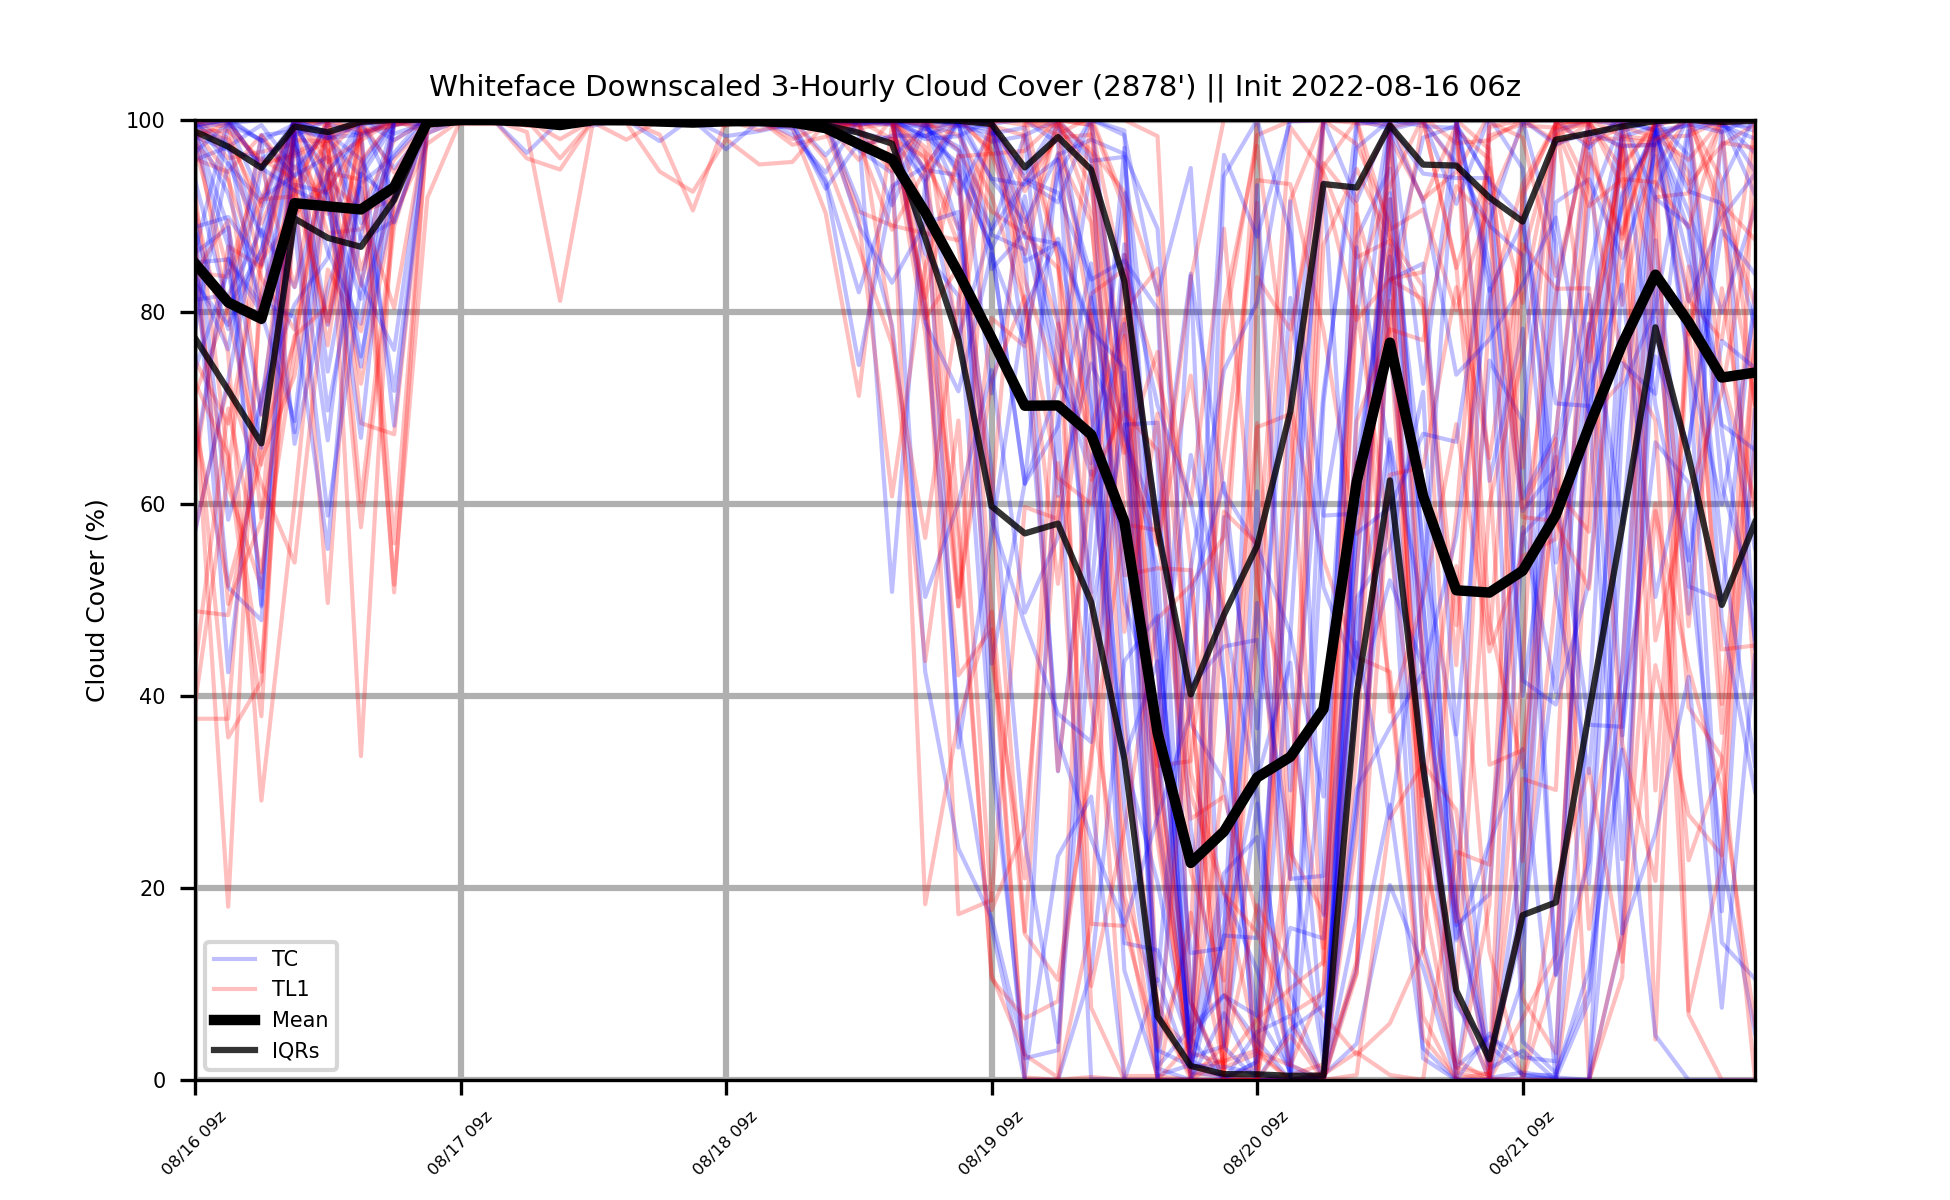 Whiteface Downscaled 3-Hourly Cloud Cover (2878') || Init 2022-08-16 06z
Cloud Cover (%)
100
80
60
40
20
0
TC
TL1
Mean
IQRs
08/16 09z
08/17 09z
08/18 09z
08/19 09z
08/20 09z
08/21 09z